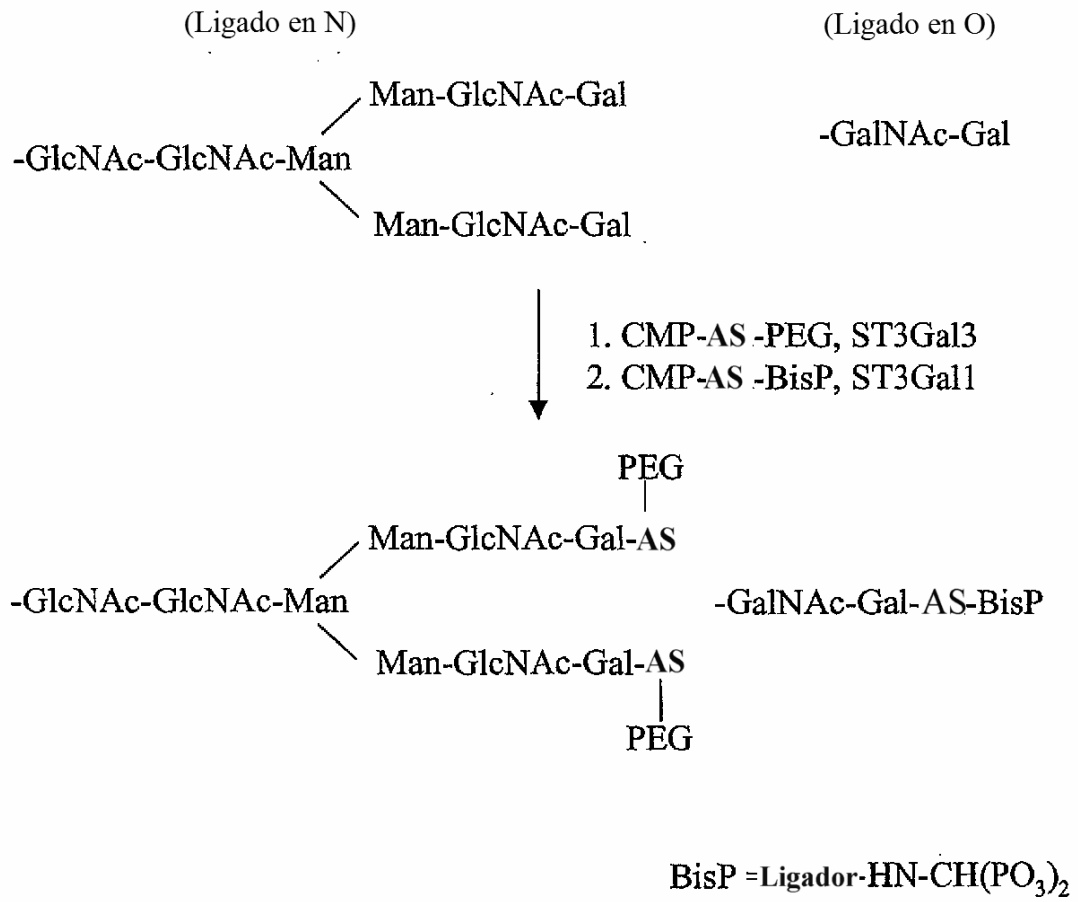 (Ligado en N)
(Ligado en O)
Man-GlcNAc-Gal
-GalNAc-Gal
-GlcNAc-GlcNAc-Man
Man-GlcNAc-Gal
1. CMP-AS-PEG, ST3Gal3
2. CMP-AS-BisP, ST3Gal1
PEG
Man-GlcNAc-Gal-AS
-GlcNAc-GlcNAc-Man
-GalNAc-Gal-AS-BisP
Man-GlcNAc-Gal-AS
PEG
BisP =Ligador-HN-CH(PO₃)₂